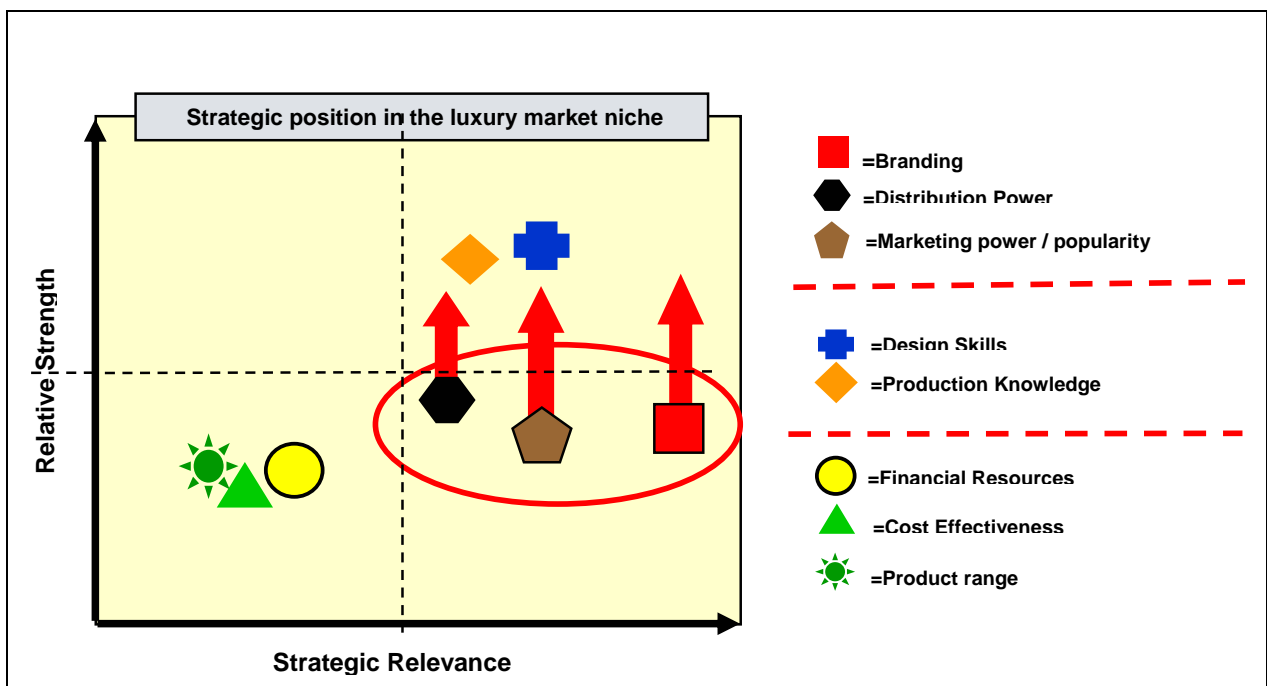 Strategic position in the luxury market niche
=Branding
=Distribution Power
=Marketing power / popularity
=Design Skills
=Production Knowledge
=Financial Resources
=Cost Effectiveness
=Product range
Relative Strength
Strategic Relevance